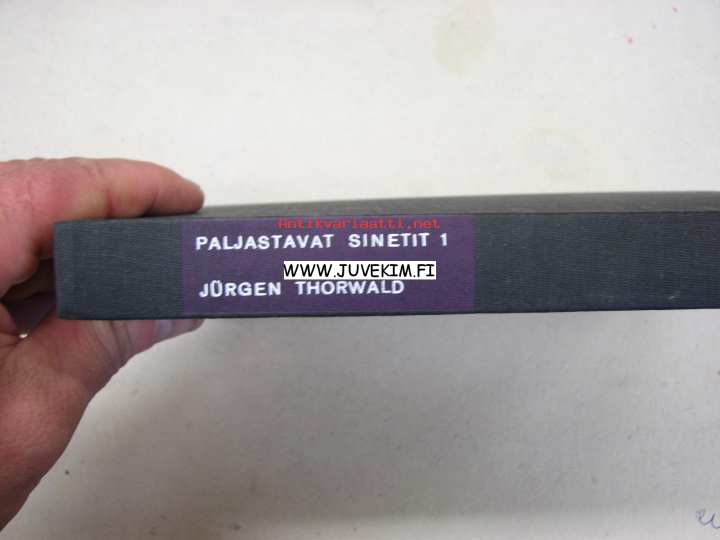 Antikvariaatti.net
PALJASTAVAT SINETIT 1
WWW.JUVEKIM.FI
JÜRGEN THORWALD